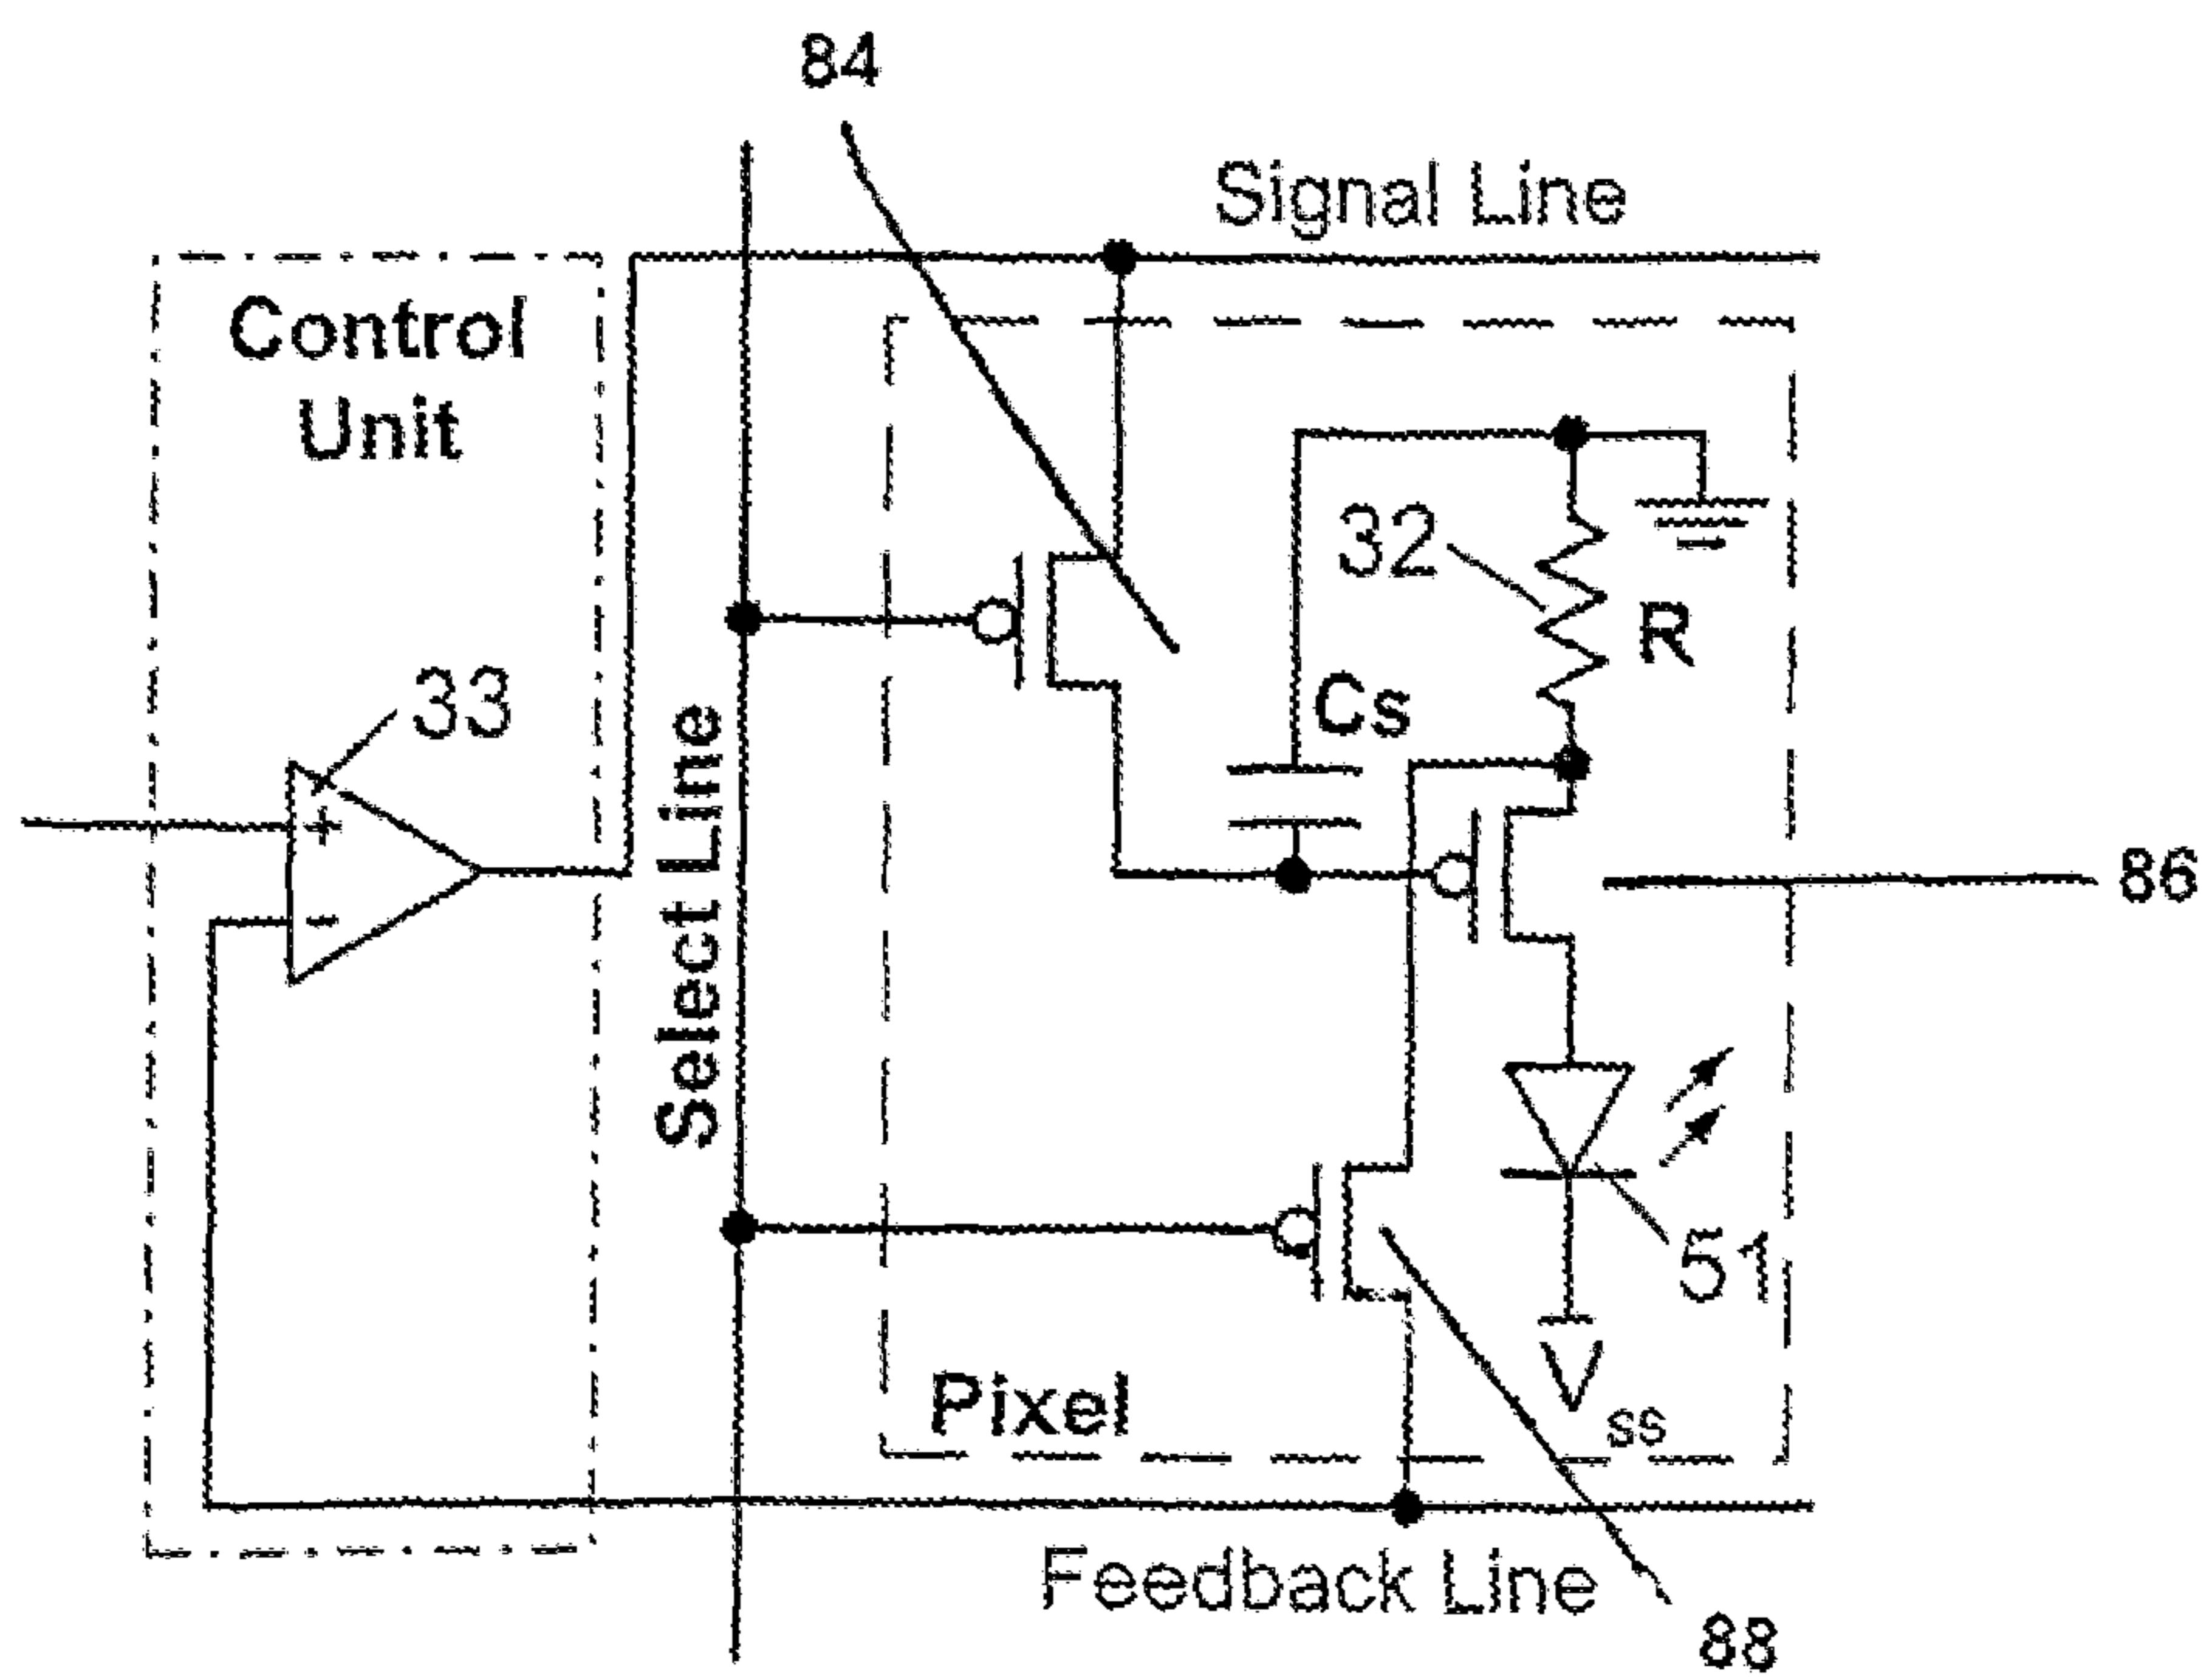 84
Signal Line
Control
Unit
32
R
33
Cs
Select Line
+
-
86
51
Pixel
Vss
Feedback Line
88